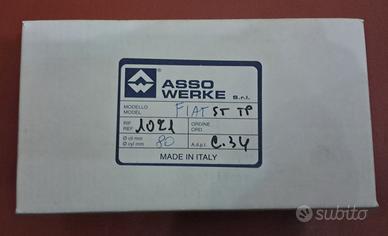 ASSO
WERKE S.r.l.
MODELLO
MODEL FIAT ST TP
RIF
REF. 1021
ORDINE
ORD.
Ø cil mm
Ø cyl mm 80
A.d.p.l. C.34
MADE IN ITALY
subito